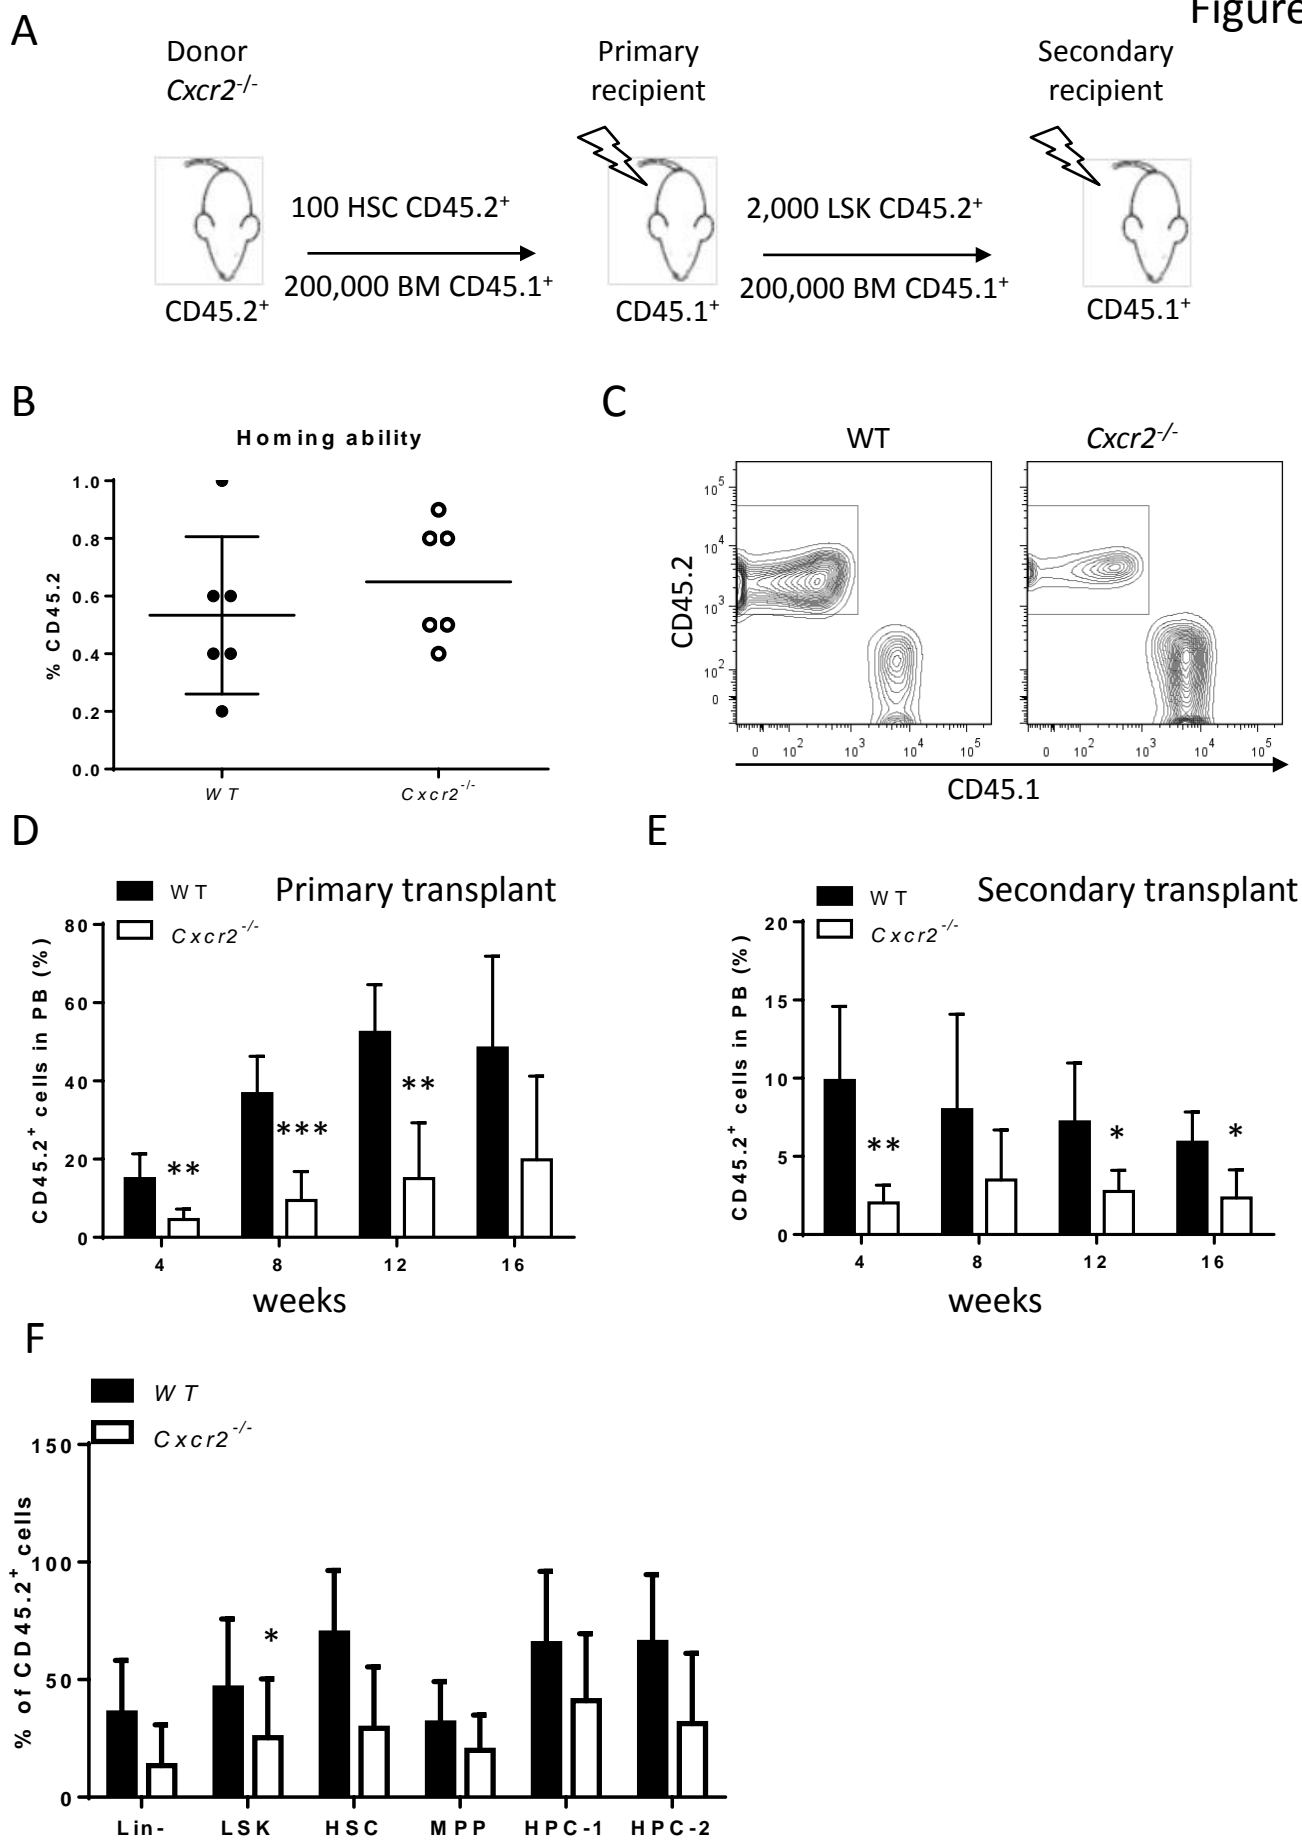 Figure
A
Donor
Cxcr2-/-
Primary
recipient
Secondary
recipient
100 HSC CD45.2+
200,000 BM CD45.1+
2,000 LSK CD45.2+
200,000 BM CD45.1+
CD45.2+
CD45.1+
CD45.1+
B
Homing ability
% CD45.2
1.0
0.8
0.6
0.4
0.2
0.0
WT
Cxcr2-/-
C
WT
Cxcr2-/-
CD45.2
10^5
10^4
10^3
10^2
0
0 10^2 10^3 10^4 10^5
0 10^2 10^3 10^4 10^5
CD45.1
D
WT
Cxcr2-/-
Primary transplant
CD45.2+ cells in PB (%)
80
60
40
20
0
**
***
**
4 8 12 16
weeks
E
WT
Cxcr2-/-
Secondary transplant
CD45.2+ cells in PB (%)
20
15
10
5
0
**
*
*
4 8 12 16
weeks
F
WT
Cxcr2-/-
% of CD45.2+ cells
150
100
50
0
*
Lin- LSK HSC MPP HPC-1 HPC-2